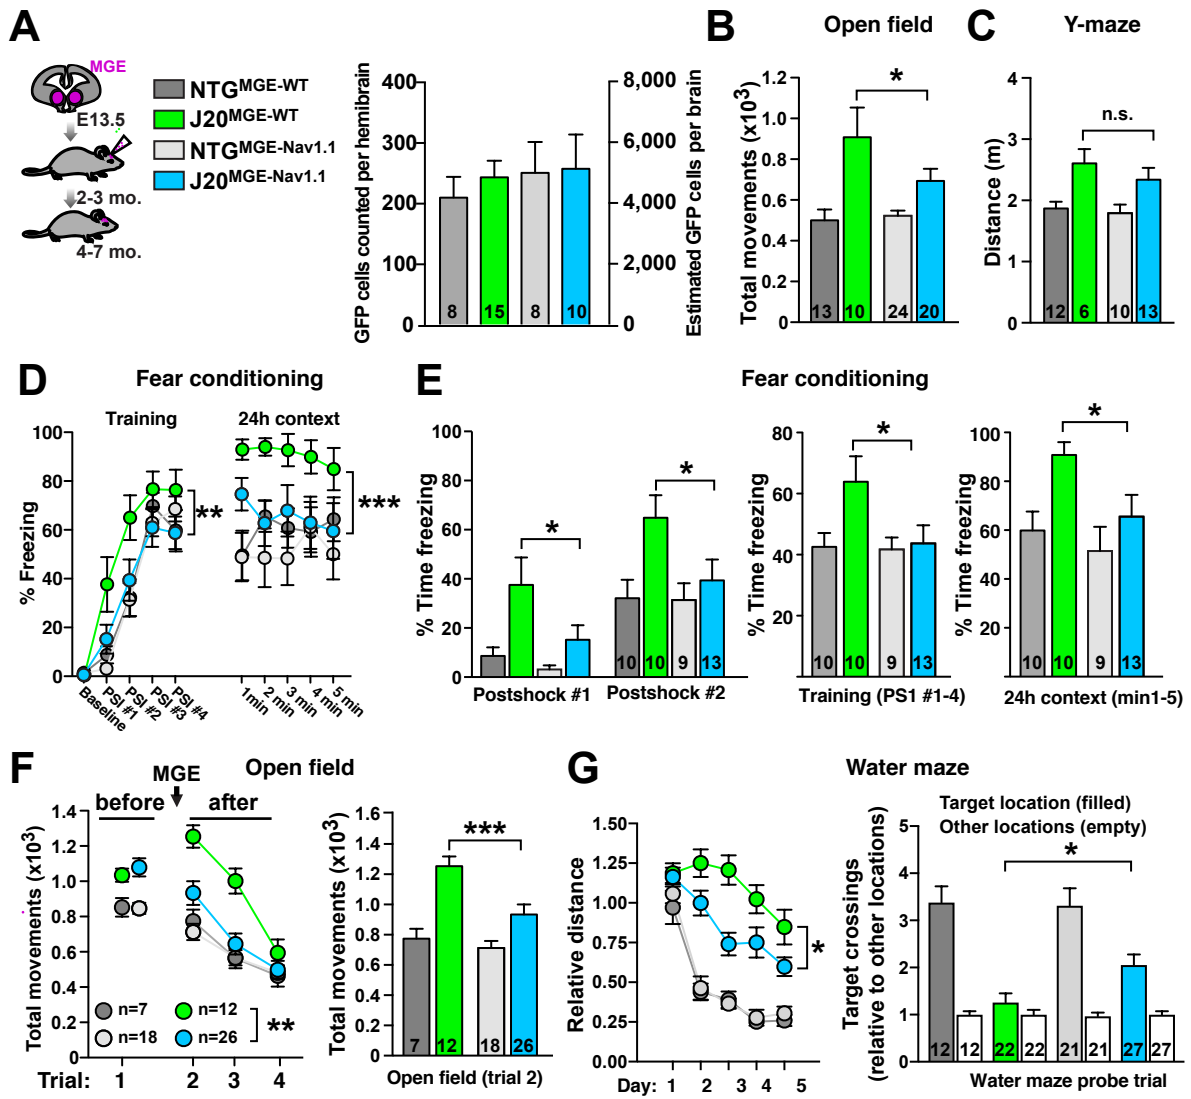 A
MGE
E13.5
2-3 mo.
4-7 mo.
NTG^MGE-WT
J20^MGE-WT
NTG^MGE-Nav1.1
J20^MGE-Nav1.1
GFP cells counted per hemibrain
400
300
200
100
0
8
15
8
10
8,000
6,000
4,000
2,000
0
Estimated GFP cells per brain
B
Open field
Total movements (x10³)
1.2
1.0
0.8
0.6
0.4
0.2
0
*
13
10
24
20
C
Y-maze
Distance (m)
4
3
2
1
0
n.s.
12
6
10
13
D
Fear conditioning
Training
24h context
% Freezing
100
80
60
40
20
0
**
***
Baseline
PSI #1
PSI #2
PSI #3
PSI #4
1min
2 min
3 min
4 min
5 min
E
Fear conditioning
% Time freezing
100
80
60
40
20
0
*
*
10
10
9
13
Postshock #1
Postshock #2
% Time freezing
80
60
40
20
*
10
10
9
13
Training (PS1 #1-4)
% Time freezing
100
80
60
40
20
*
10
10
9
13
24h context (min1-5)
F
MGE
Open field
before
after
Total movements (x10³)
1.4
1.2
1.0
0.8
0.6
0.4
0.2
0
n=7
n=12
n=18
n=26
**
Trial:
1
2
3
4
Total movements (x10³)
1.6
1.4
1.2
1.0
0.8
0.6
0.4
0.2
0
***
7
12
18
26
Open field (trial 2)
G
Water maze
Relative distance
1.50
1.25
1.00
0.75
0.50
0.25
0.00
*
Day:
1
2
3
4
5
Target location (filled)
Other locations (empty)
Target crossings
(relative to other locations)
5
4
3
2
1
0
*
12
12
22
22
21
21
27
27
Water maze probe trial